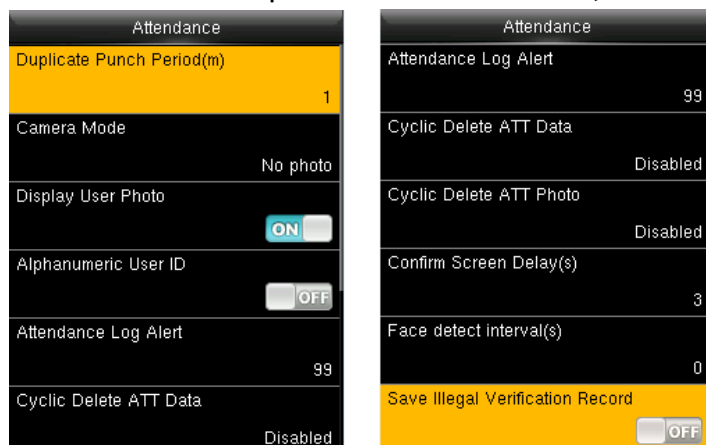 Attendance
Duplicate Punch Period(m)
1
Camera Mode
No photo
Display User Photo
ON
Alphanumeric User ID
OFF
Attendance Log Alert
99
Cyclic Delete ATT Data
Disabled
Attendance
Attendance Log Alert
99
Cyclic Delete ATT Data
Disabled
Cyclic Delete ATT Photo
Disabled
Confirm Screen Delay(s)
3
Face detect interval(s)
0
Save Illegal Verification Record
OFF